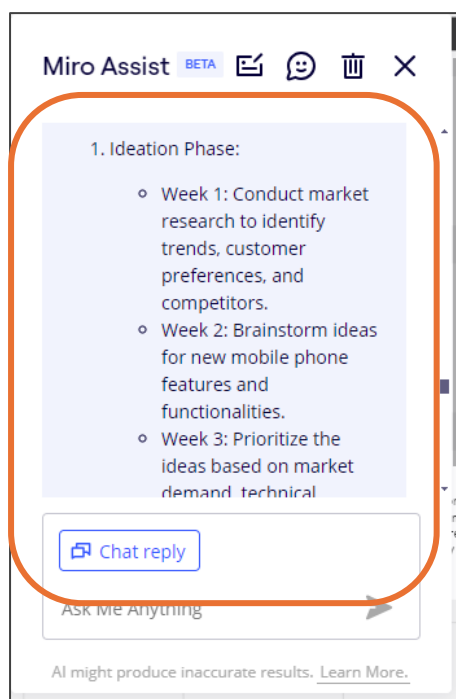 Miro Assist BETA
1. Ideation Phase:
Week 1: Conduct market
research to identify
trends, customer
preferences, and
competitors.
Week 2: Brainstorm ideas
for new mobile phone
features and
functionalities.
Week 3: Prioritize the
ideas based on market
demand, technical
Chat reply
Ask Me Anything
AI might produce inaccurate results. Learn More.